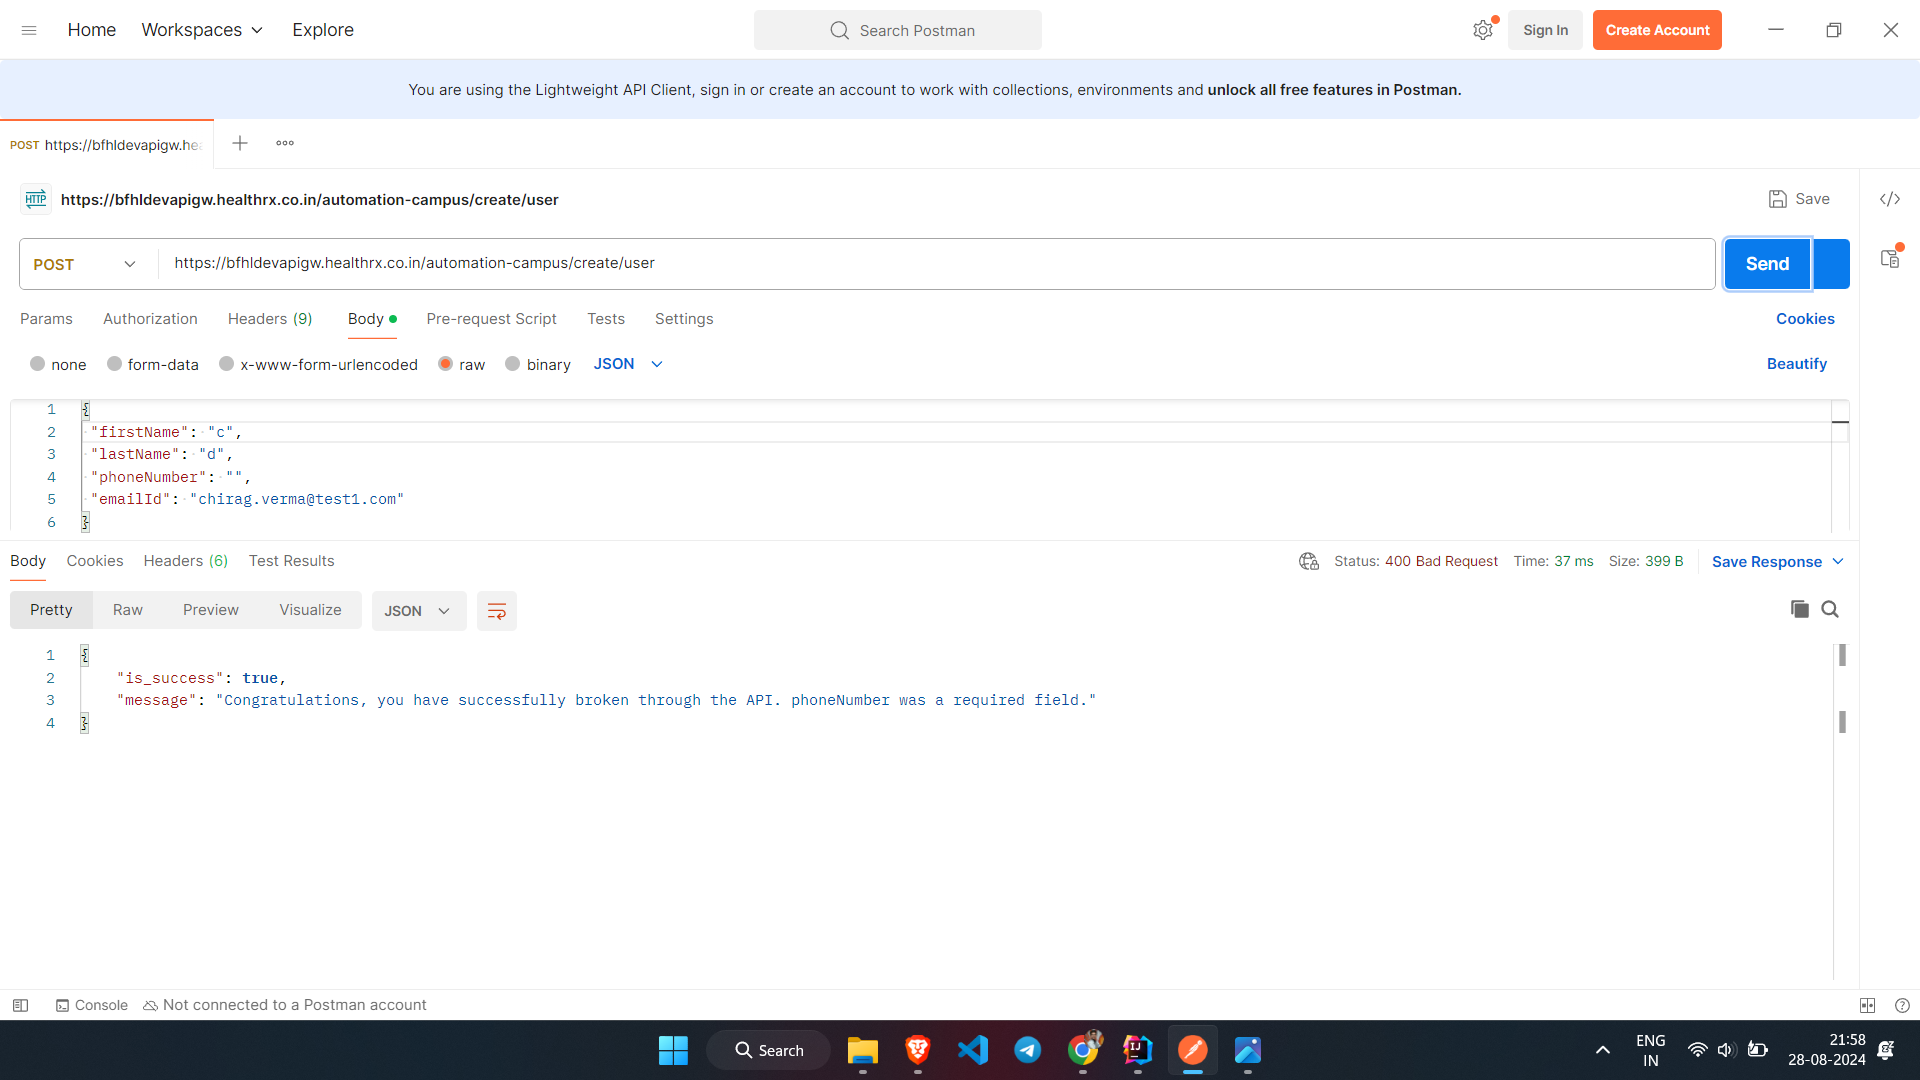 Home Workspaces Explore Search Postman Sign In Create Account
You are using the Lightweight API Client, sign in or create an account to work with collections, environments and unlock all free features in Postman.
POST https://bfhldevapigw.hea
HTTP https://bfhldevapigw.healthrx.co.in/automation-campus/create/user Save
POST https://bfhldevapigw.healthrx.co.in/automation-campus/create/user Send
Params Authorization Headers (9) Body Pre-request Script Tests Settings Cookies
none form-data x-www-form-urlencoded raw binary JSON Beautify
1 {
2 "firstName": "c",
3 "lastName": "d",
4 "phoneNumber": "",
5 "emailId": "chirag.verma@test1.com"
6 }
Body Cookies Headers (6) Test Results Status: 400 Bad Request Time: 37 ms Size: 399 B Save Response
Pretty Raw Preview Visualize JSON
1 {
2 "is_success": true,
3 "message": "Congratulations, you have successfully broken through the API. phoneNumber was a required field."
4 }
Console Not connected to a Postman account
Search ENG 21:58
IN 28-08-2024